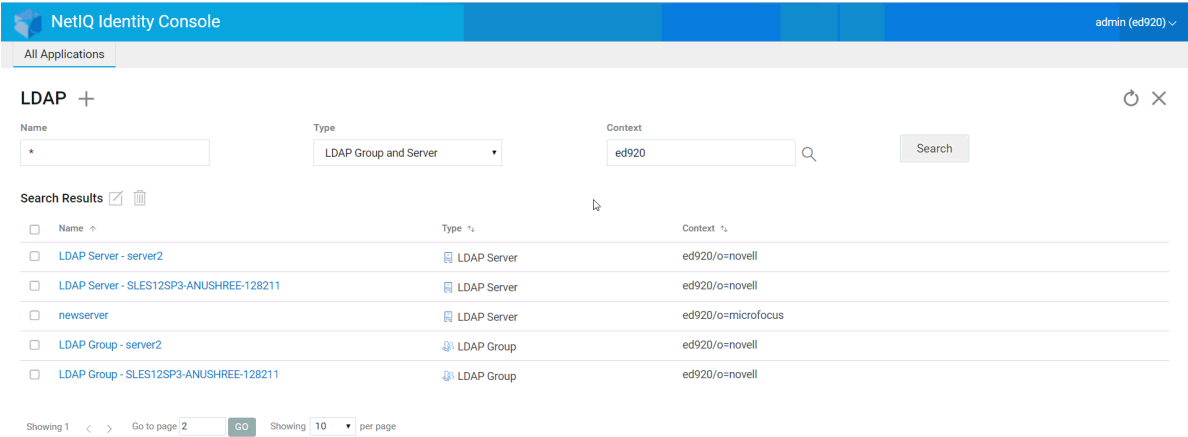 NetIQ Identity Console
admin (ed920)
All Applications
LDAP
Name Type Context
* LDAP Group and Server ed920 Search
Search Results
Name Type Context
LDAP Server - server2 LDAP Server ed920/o=novell
LDAP Server - SLES12SP3-ANUSHREE-128211 LDAP Server ed920/o=novell
newserver LDAP Server ed920/o=microfocus
LDAP Group - server2 LDAP Group ed920/o=novell
LDAP Group - SLES12SP3-ANUSHREE-128211 LDAP Group ed920/o=novell
Showing 1 Go to page 2 GO Showing 10 per page